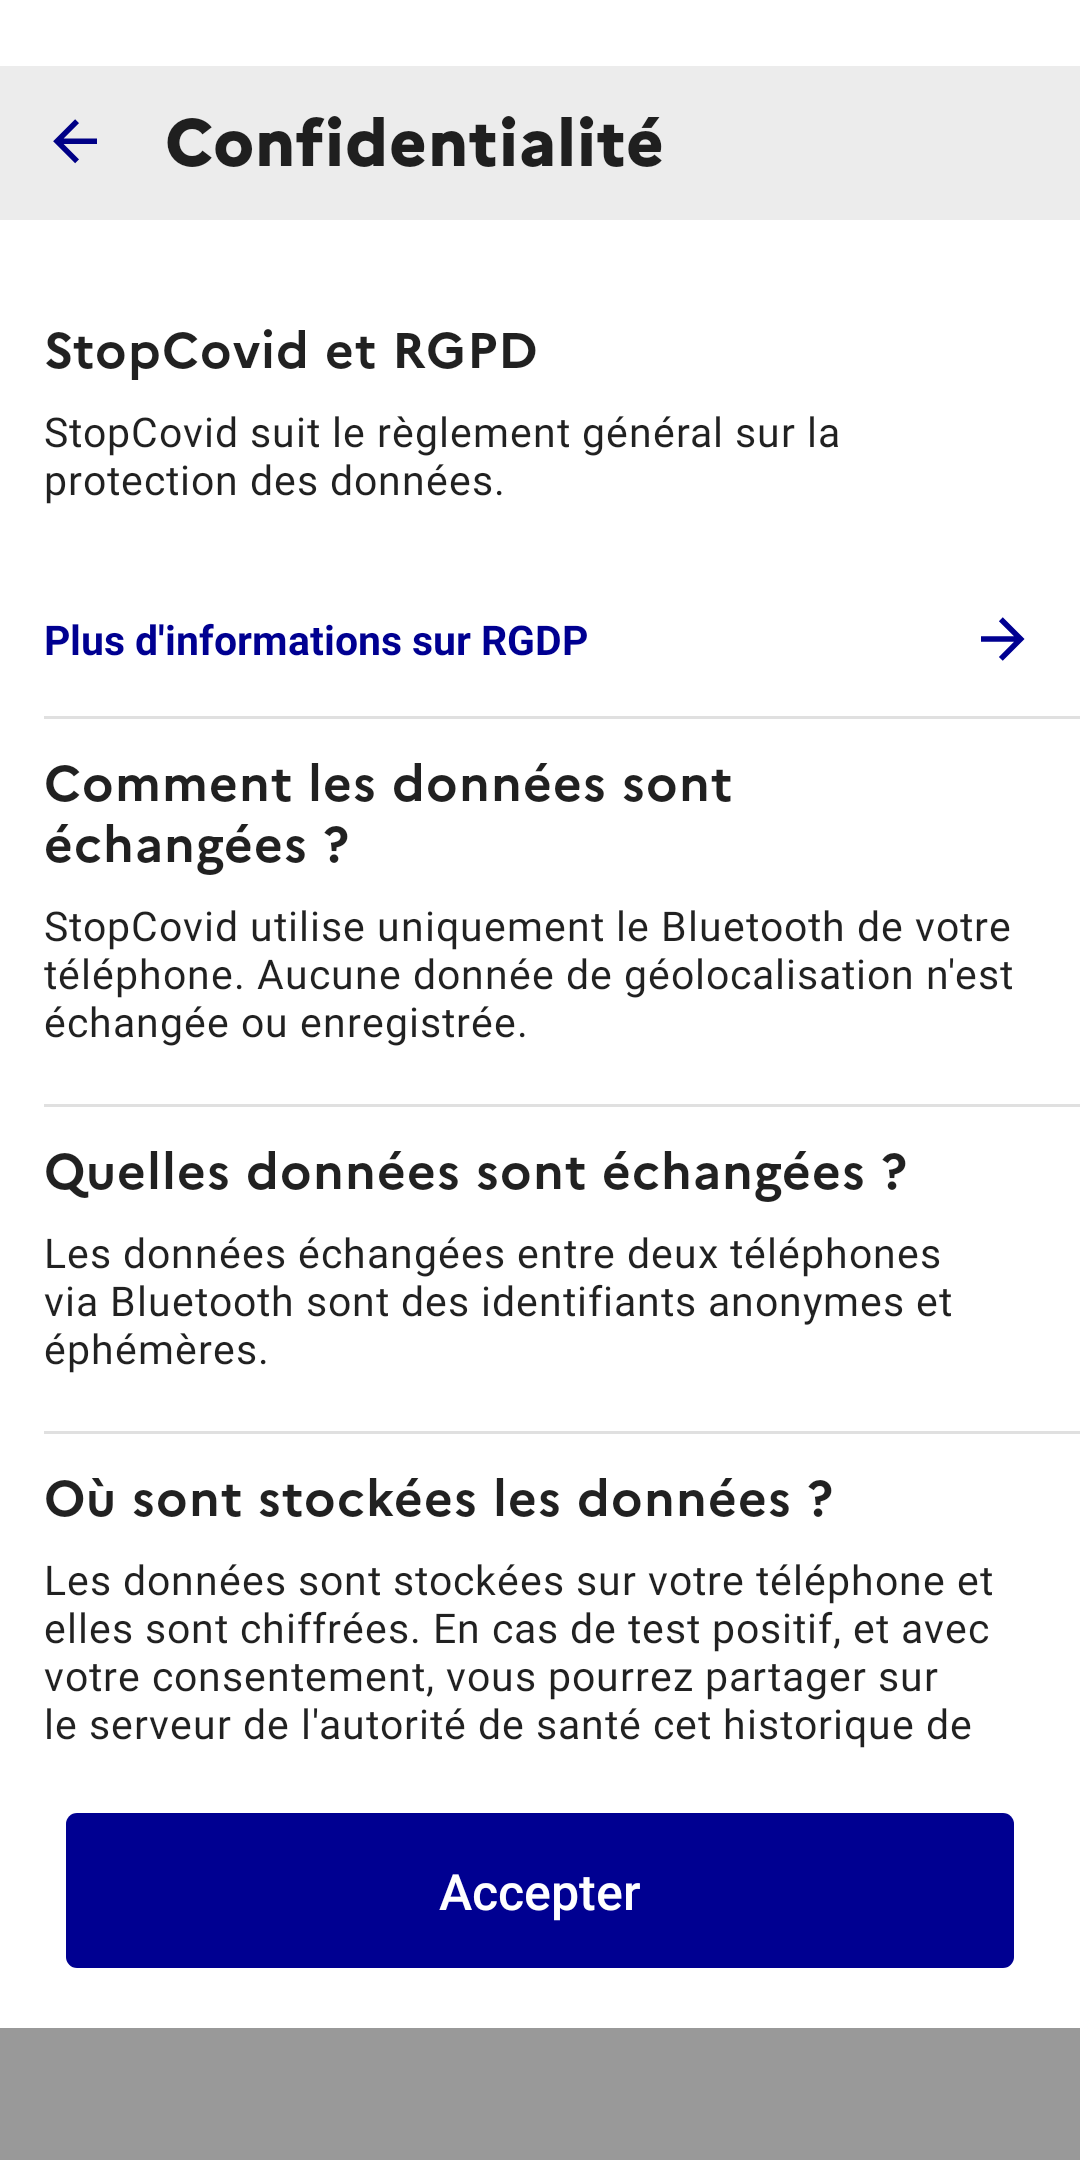 Confidentialité
StopCovid et RGPD
StopCovid suit le règlement général sur la
protection des données.
Plus d'informations sur RGDP
Comment les données sont
échangées ?
StopCovid utilise uniquement le Bluetooth de votre
téléphone. Aucune donnée de géolocalisation n'est
échangée ou enregistrée.
Quelles données sont échangées ?
Les données échangées entre deux téléphones
via Bluetooth sont des identifiants anonymes et
éphémères.
Où sont stockées les données ?
Les données sont stockées sur votre téléphone et
elles sont chiffrées. En cas de test positif, et avec
votre consentement, vous pourrez partager sur
le serveur de l'autorité de santé cet historique de
Accepter